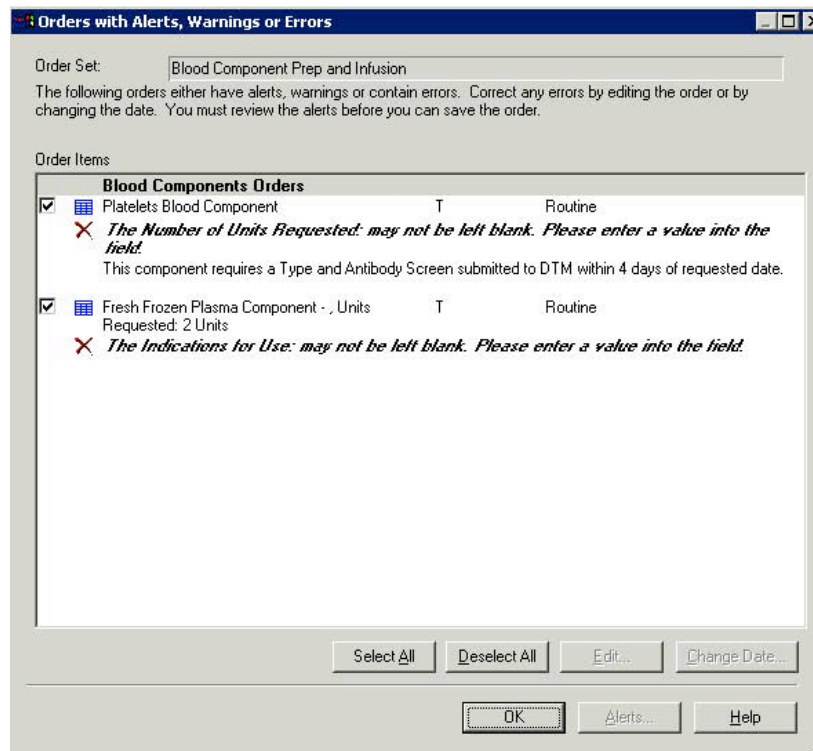 Orders with Alerts, Warnings or Errors
Order Set: Blood Component Prep and Infusion
The following orders either have alerts, warnings or contain errors. Correct any errors by editing the order or by
changing the date. You must review the alerts before you can save the order.
Order Items
Blood Components Orders
Platelets Blood Component T Routine
The Number of Units Requested: may not be left blank. Please enter a value into the
field.
This component requires a Type and Antibody Screen submitted to DTM within 4 days of requested date.
Fresh Frozen Plasma Component - , Units T Routine
Requested: 2 Units
The Indications for Use: may not be left blank. Please enter a value into the field.
Select All Deselect All Edit... Change Date...
OK Alerts... Help